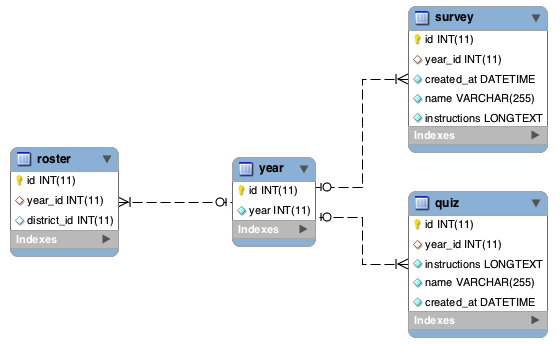 survey
id INT(11)
year_id INT(11)
created_at DATETIME
name VARCHAR(255)
instructions LONGTEXT
Indexes
roster
id INT(11)
year_id INT(11)
district_id INT(11)
Indexes
year
id INT(11)
year INT(11)
Indexes
quiz
id INT(11)
year_id INT(11)
instructions LONGTEXT
name VARCHAR(255)
created_at DATETIME
Indexes